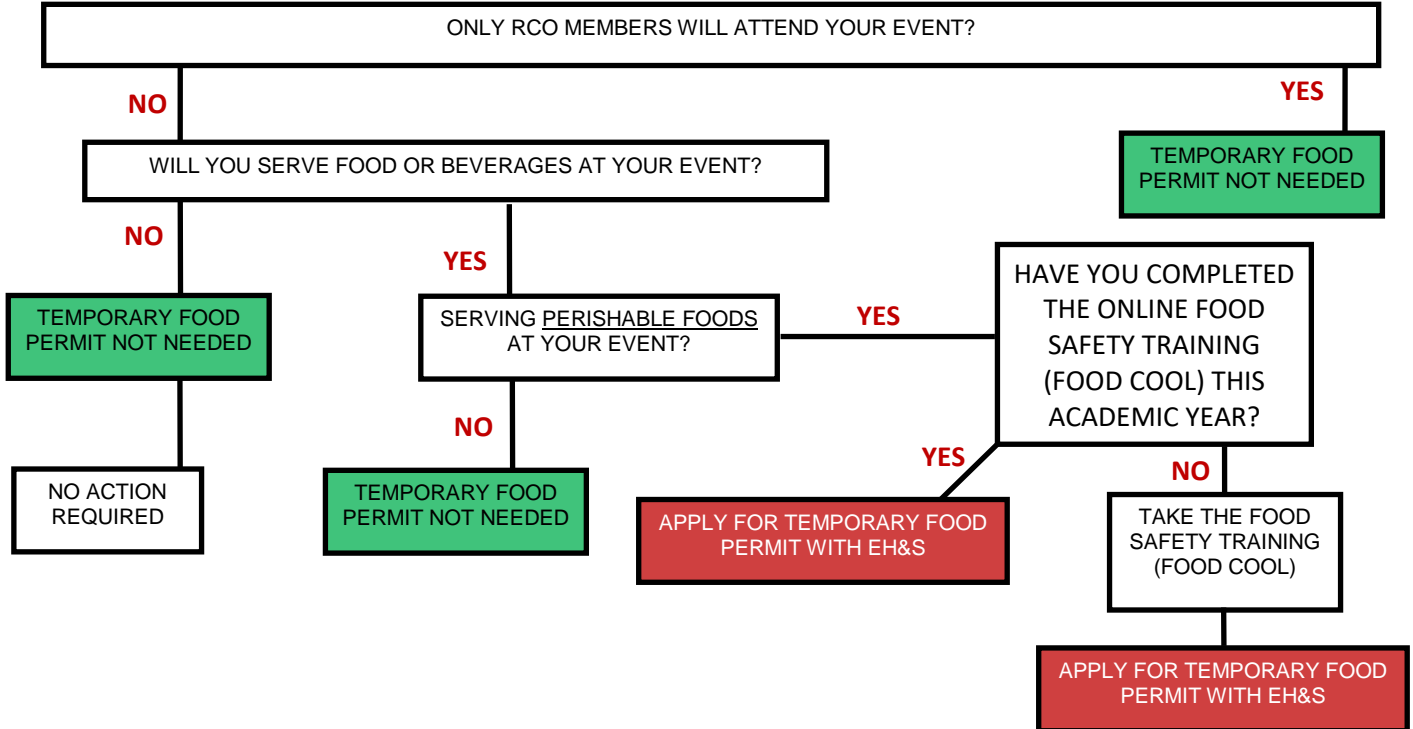 ONLY RCO MEMBERS WILL ATTEND YOUR EVENT?
NO
YES
WILL YOU SERVE FOOD OR BEVERAGES AT YOUR EVENT?
TEMPORARY FOOD
PERMIT NOT NEEDED
NO
YES
TEMPORARY FOOD
PERMIT NOT NEEDED
SERVING PERISHABLE FOODS
AT YOUR EVENT?
YES
HAVE YOU COMPLETED
THE ONLINE FOOD
SAFETY TRAINING
(FOOD COOL) THIS
ACADEMIC YEAR?
NO
YES
NO
NO ACTION
REQUIRED
TEMPORARY FOOD
PERMIT NOT NEEDED
APPLY FOR TEMPORARY FOOD
PERMIT WITH EH&S
TAKE THE FOOD
SAFETY TRAINING
(FOOD COOL)
APPLY FOR TEMPORARY FOOD
PERMIT WITH EH&S